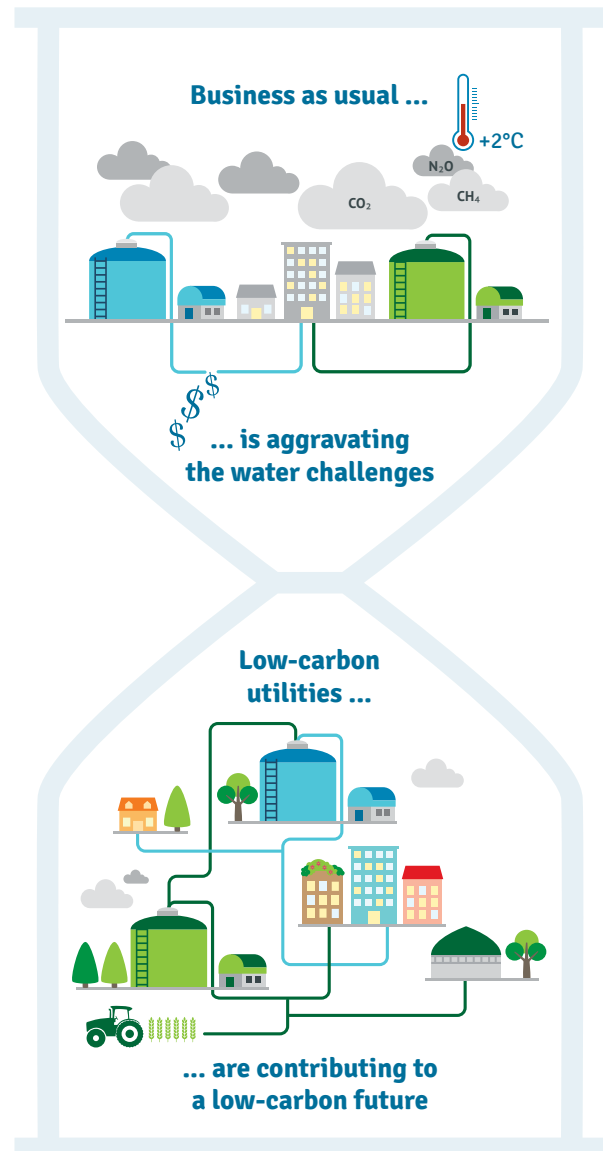 Business as usual ...
+2°C
N₂O
CH₄
CO₂
$
$
$
... is aggravating
the water challenges
Low-carbon
utilities ...
... are contributing to
a low-carbon future